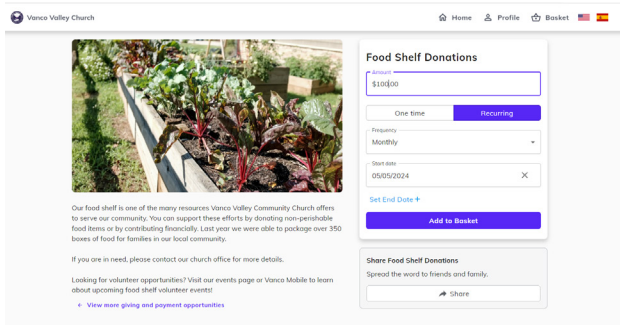 Vanco Valley Church
Home
Profile
Basket
Food Shelf Donations
Amount
$100.00
One time
Recurring
Frequency
Monthly
Start date
05/05/2024
Set End Date +
Add to Basket
Our food shelf is one of the many resources Vanco Valley Community Church offers
to serve our community. You can support these efforts by donating non-perishable
food items or by contributing financially. Last year we were able to package over 350
boxes of food for families in our local community.
If you are in need, please contact our church office for more details.
Looking for volunteer opportunities? Visit our events page or Vanco Mobile to learn
about upcoming food shelf volunteer events!
View more giving and payment opportunities
Share Food Shelf Donations
Spread the word to friends and family.
Share